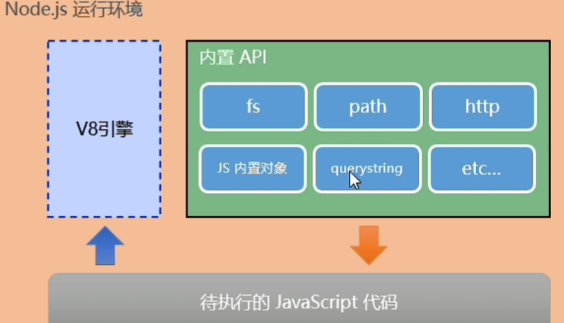 Node.js 运行环境
V8引擎
内置 API
fs
path
http
JS 内置对象
querystring
etc...
待执行的 JavaScript 代码